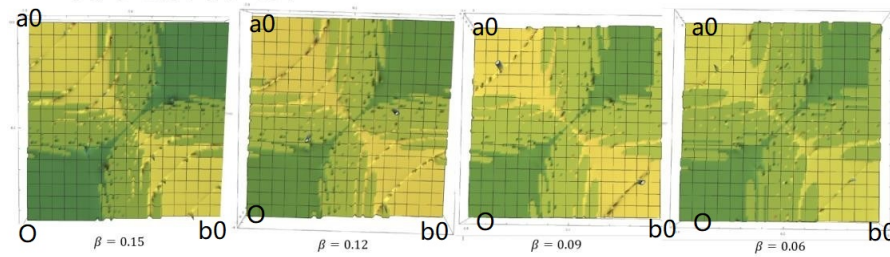 a0 a0 a0 a0
O b0 O b0 O b0 O b0
β = 0.15 β = 0.12 β = 0.09 β = 0.06